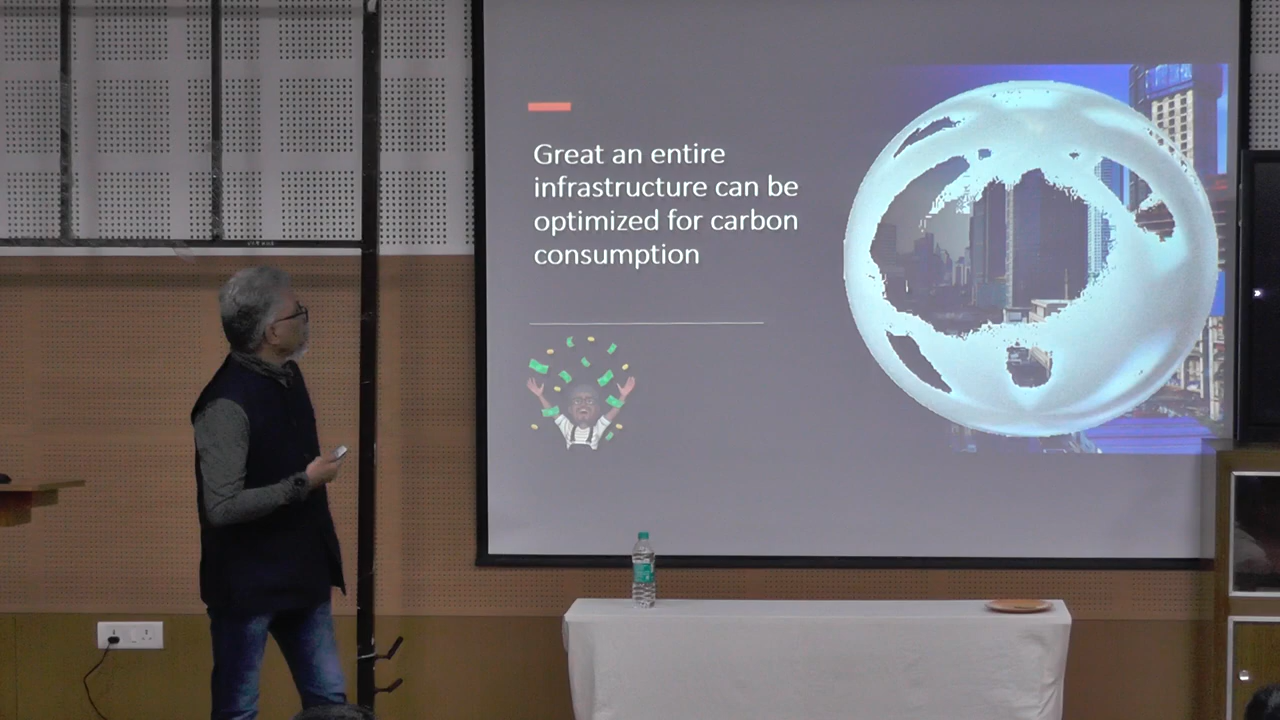 Great an entire
infrastructure can be
optimized for carbon
consumption